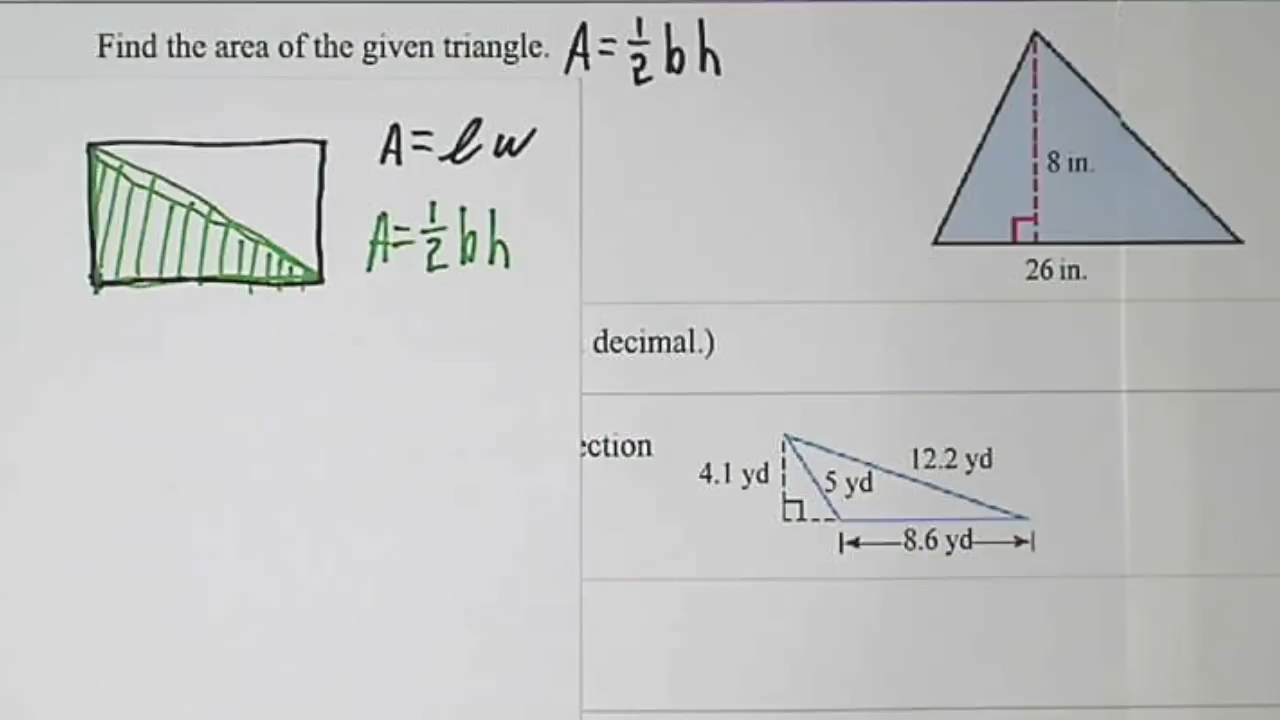 Find the area of the given triangle. A = 1/2 b h
A = l w
A = 1/2 b h
8 in.
26 in.
decimal.)
ction
4.1 yd
5 yd
12.2 yd
8.6 yd